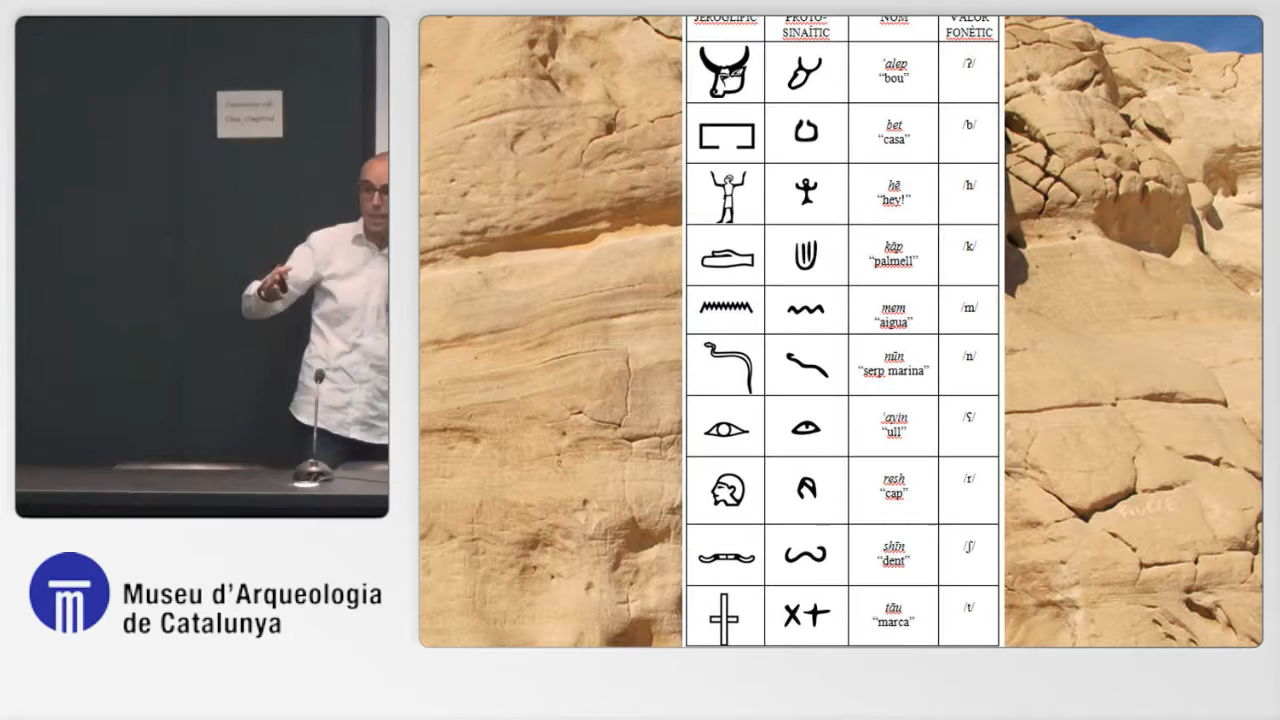 JEROGLÍFIC PROTO-SINAÏTIC NOM VALOR FONÈTIC
ʾalep
“bou”
/ʔ/
bet
“casa”
/b/
hē
“hey!”
/h/
kāp
“palmell”
/k/
mem
“aigua”
/m/
nūn
“serp marina”
/n/
ʿayin
“ull”
/ʕ/
resh
“cap”
/r/
shīn
“dent”
/ʃ/
tāu
“marca”
/t/
Museu d’Arqueologia
de Catalunya